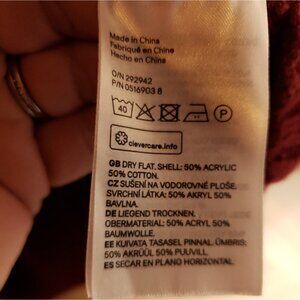 Made in China
Fabriqué en Chine
Hecho en China
O/N 292942
P/N 0516903 8
40
P
clevercare.info
GB DRY FLAT. SHELL: 50% ACRYLIC
50% COTTON.
CZ SUŠENÍ NA VODOROVNÉ PLOŠE.
SVRCHNÍ LÁTKA: 50% AKRYL 50%
BAVLNA.
DE LIEGEND TROCKNEN.
OBERMATERIAL: 50% ACRYL 50%
BAUMWOLLE.
EE KUIVATA TASASEL PINNAL. ÜMBRIS:
50% AKRÜÜL 50% PUUVILL.
ES SECAR EN PLANO HORIZONTAL.